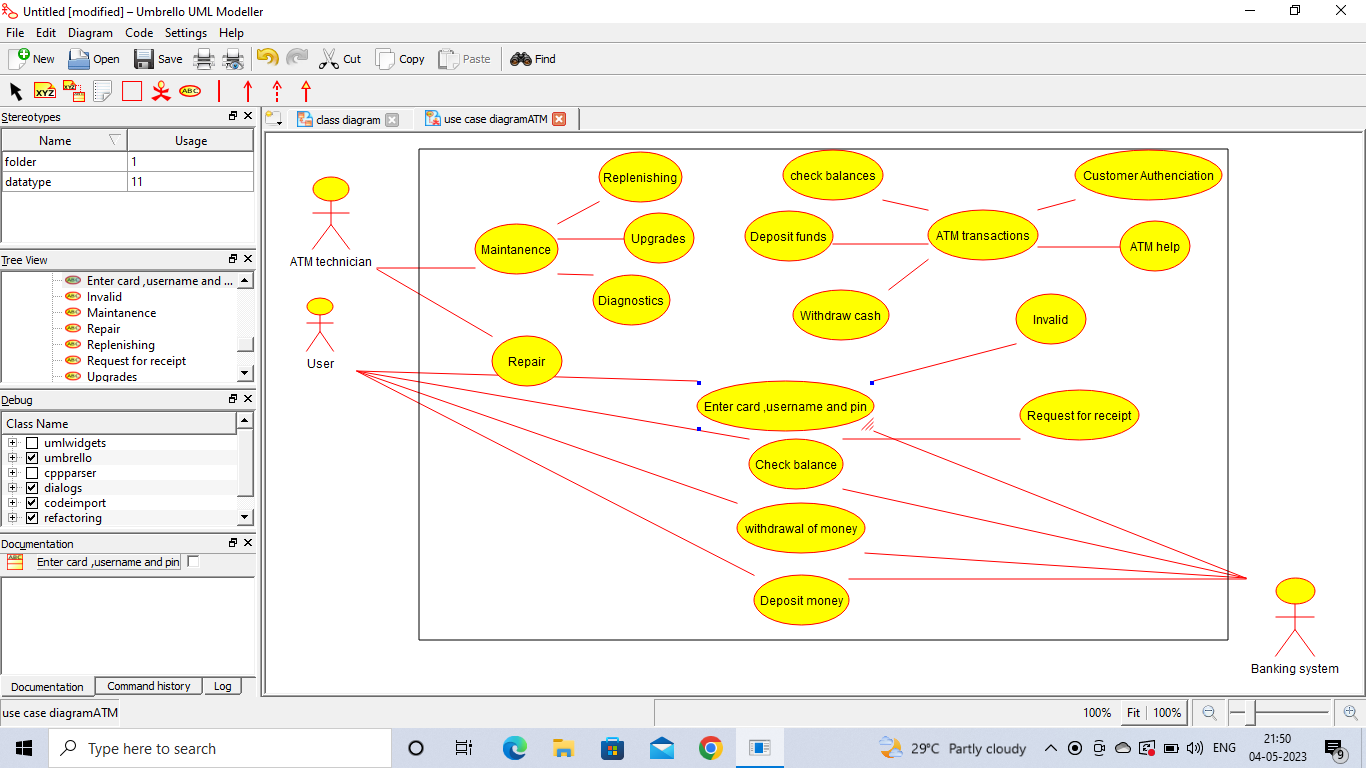 Untitled [modified] – Umbrello UML Modeller
File Edit Diagram Code Settings Help
New Open Save Cut Copy Paste Find
XYZ XYZ ABC
Stereotypes
Name Usage
folder 1
datatype 11
Tree View
Enter card ,username and ...
Invalid
Maintanence
Repair
Replenishing
Request for receipt
Upgrades
Debug
Class Name
umlwidgets
umbrello
cppparser
dialogs
codeimport
refactoring
Documentation
Enter card ,username and pin
Documentation Command history Log
class diagram use case diagramATM
ATM technician
User
Replenishing
Maintanence
Upgrades
Diagnostics
Repair
check balances
Customer Authenciation
Deposit funds
ATM transactions
ATM help
Withdraw cash
Invalid
Enter card ,username and pin
Request for receipt
Check balance
withdrawal of money
Deposit money
Banking system
use case diagramATM
100% Fit 100%
Type here to search
29°C Partly cloudy
ENG
21:50
04-05-2023
9